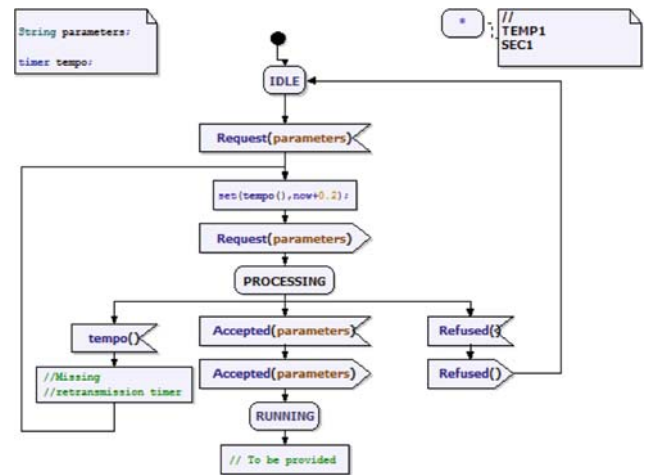 String parameters;
timer tempo;
*
//
TEMP1
SEC1
IDLE
Request(parameters)
set(tempo(),now+0.2);
Request(parameters)
PROCESSING
tempo()
Accepted(parameters)
Refused()
//Missing
//retransmission timer
Accepted(parameters)
Refused()
RUNNING
// To be provided